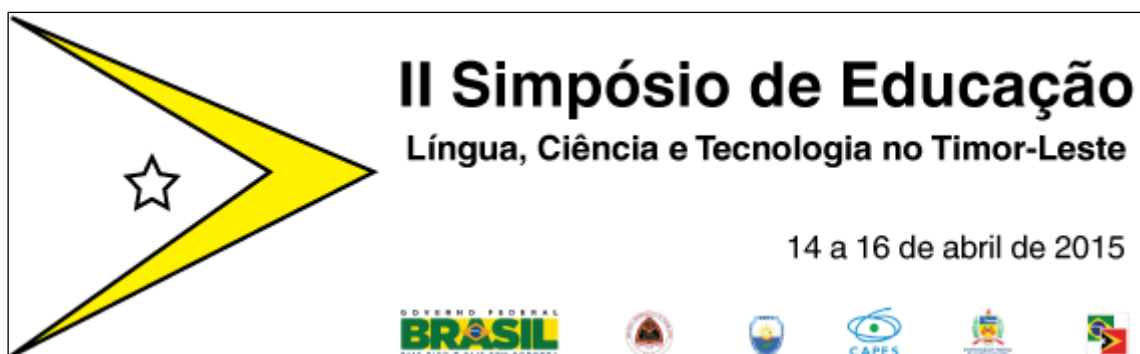 II Simpósio de Educação
Língua, Ciência e Tecnologia no Timor-Leste
14 a 16 de abril de 2015
GOVERNO FEDERAL
BRASIL
CAPES